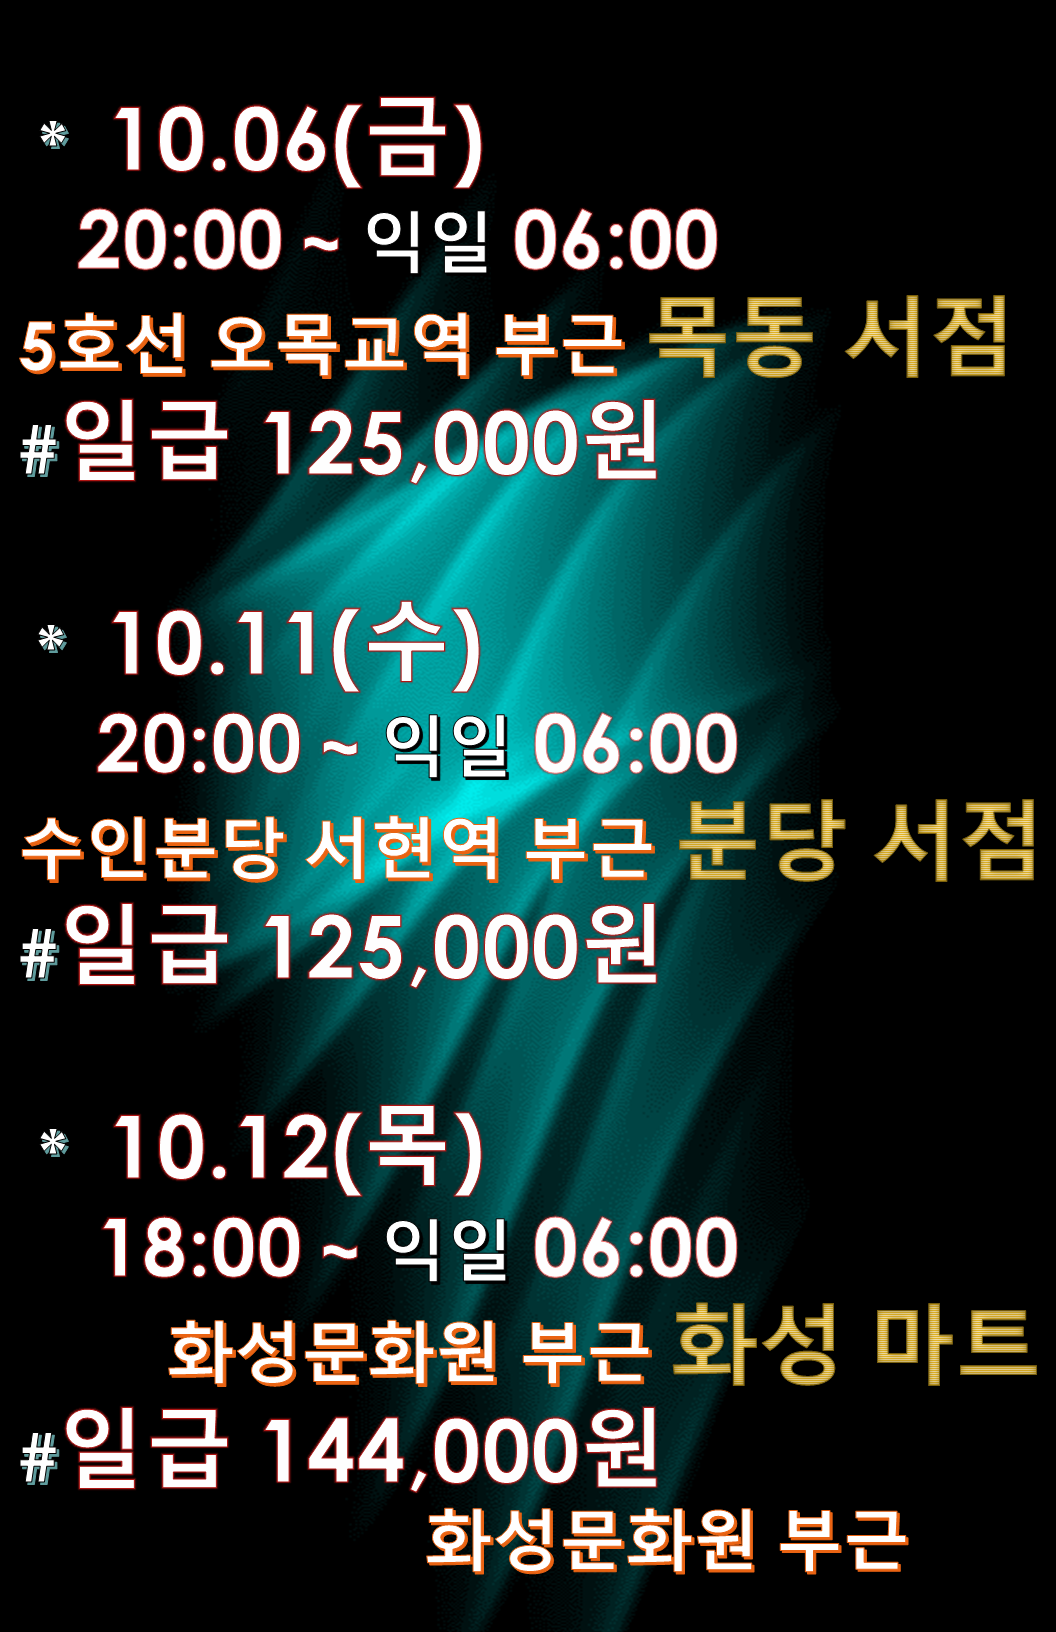 * 10.06(금)
20:00 ~ 익일 06:00
5호선 오목교역 부근 목동 서점
#일급 125,000원
* 10.11(수)
20:00 ~ 익일 06:00
수인분당 서현역 부근 분당 서점
#일급 125,000원
* 10.12(목)
18:00 ~ 익일 06:00
화성문화원 부근 화성 마트
#일급 144,000원
화성문화원 부근